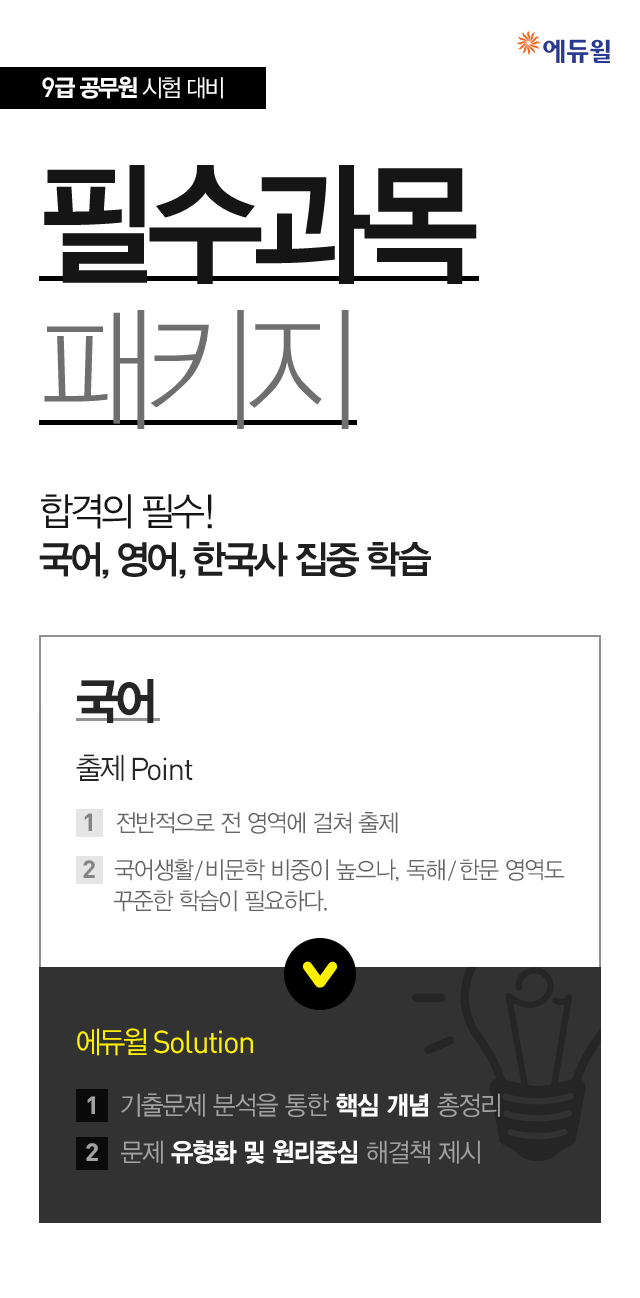 에듀윌
9급 공무원 시험 대비
필수과목
패키지
합격의 필수!
국어, 영어, 한국사 집중 학습
국어
출제 Point
1 전반적으로 전 영역에 걸쳐 출제
2 국어생활/비문학 비중이 높으나, 독해/한문 영역도
꾸준한 학습이 필요하다.
에듀윌 Solution
1 기출문제 분석을 통한 핵심 개념 총정리
2 문제 유형화 및 원리중심 해결책 제시